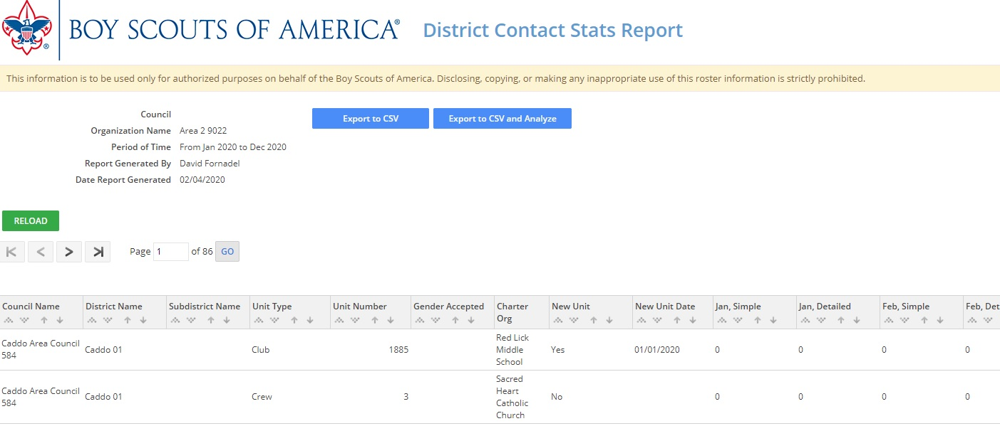 BOY SCOUTS OF AMERICA® District Contact Stats Report
This information is to be used only for authorized purposes on behalf of the Boy Scouts of America. Disclosing, copying, or making any inappropriate use of this roster information is strictly prohibited.
Council
Organization Name Area 2 9022
Period of Time From Jan 2020 to Dec 2020
Report Generated By David Fornadel
Date Report Generated 02/04/2020
Export to CSV Export to CSV and Analyze
RELOAD
Page 1 of 86 GO
Council Name District Name Subdistrict Name Unit Type Unit Number Gender Accepted Charter Org New Unit New Unit Date Jan, Simple Jan, Detailed Feb, Simple Feb, Det
Caddo Area Council 584 Caddo 01 Club 1885 Red Lick Middle School Yes 01/01/2020 0 0 0 0
Caddo Area Council 584 Caddo 01 Crew 3 Sacred Heart Catholic Church No 0 0 0 0